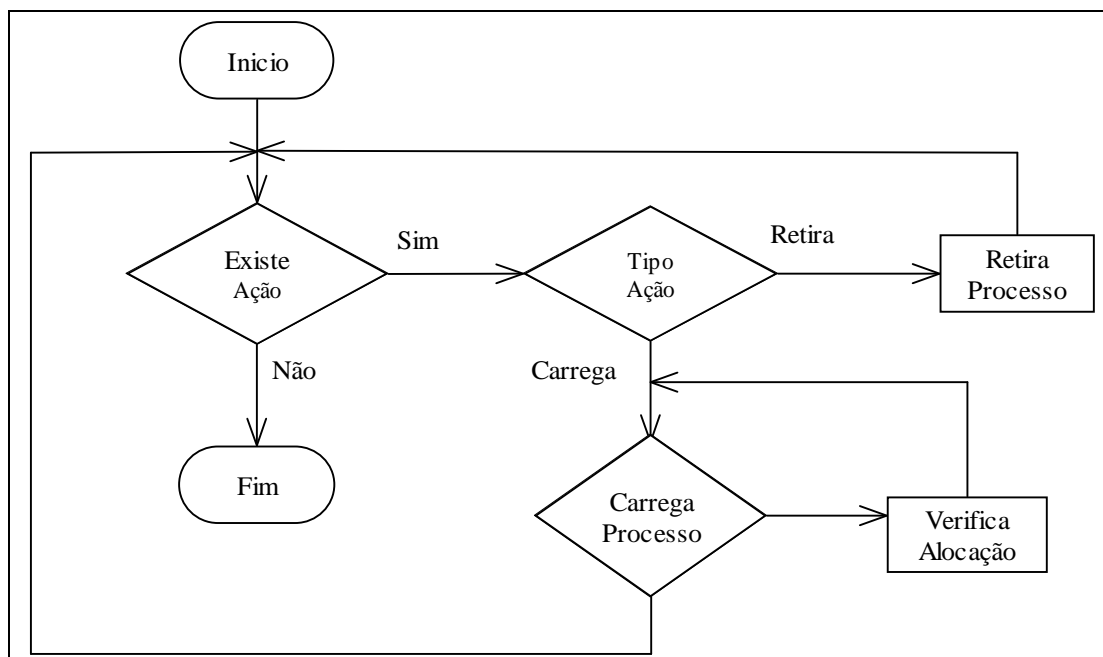 Inicio
Sim
Retira
Existe
Ação
Tipo
Ação
Retira
Processo
Não
Carrega
Fim
Carrega
Processo
Verifica
Alocação